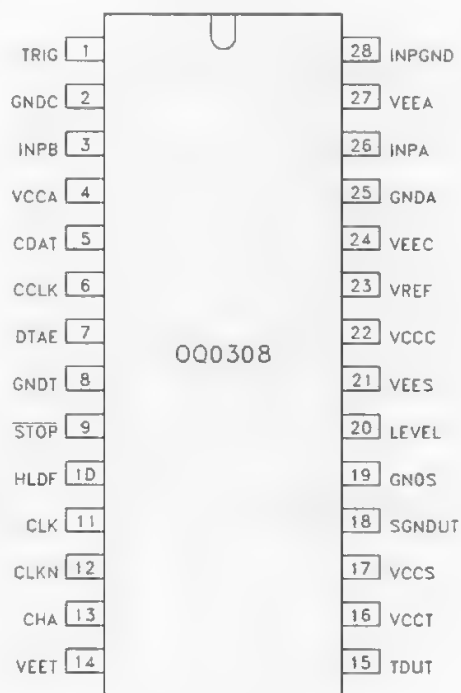 TRIG 1 28 INPGND
GNDC 2 27 VEEA
INPB 3 26 INPA
VCCA 4 25 GNDA
CDAT 5 24 VEEC
CCLK 6 23 VREF
DTAE 7 22 VCCC
OQ0308
GNDT 8 21 VEES
STOP 9 20 LEVEL
HLDF 10 19 GNOS
CLK 11 18 SGNDUT
CLKN 12 17 VCCS
CHA 13 16 VCCT
VEET 14 15 TDUT